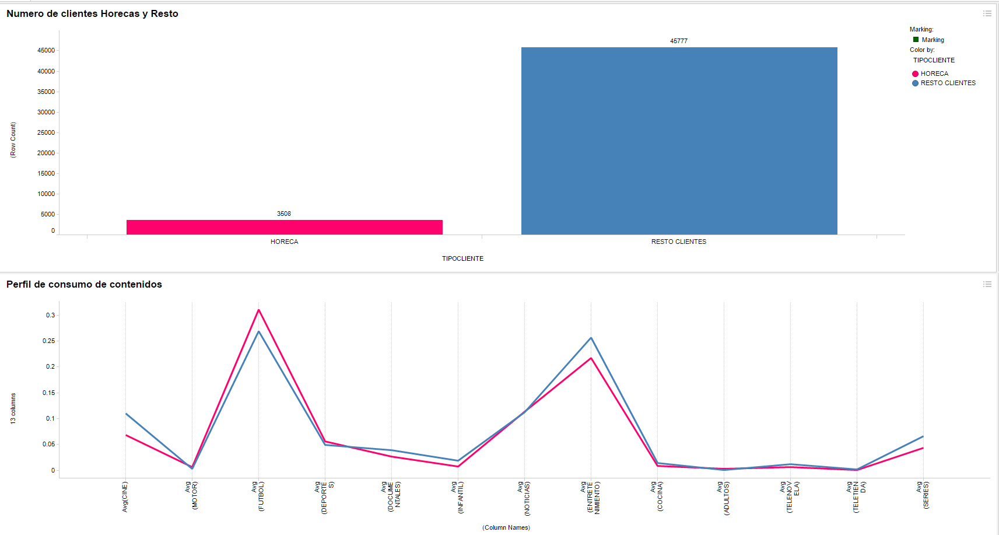 Numero de clientes Horecas y Resto
Marking:
Marking
Color by:
TIPOCLIENTE
HORECA
RESTO CLIENTES
(Row Count)
45000
40000
35000
30000
25000
20000
15000
10000
5000
0
3508
45777
HORECA
RESTO CLIENTES
TIPOCLIENTE
Perfil de consumo de contenidos
13 columns
0.3
0.25
0.2
0.15
0.1
0.05
0
Avg(CINE)
Avg
(MOTOR)
Avg
(FUTBOL)
Avg
(DEPORTE
S)
Avg
(DOCUME
NTALES)
Avg
(INFANTIL)
Avg
(NOTICIAS)
Avg
(ENTRETE
NIMIENTO)
Avg
(COCINA)
Avg
(ADULTOS)
Avg
(TELENOV
ELA)
Avg
(TELETIEN
DA)
Avg
(SERIES)
(Column Names)